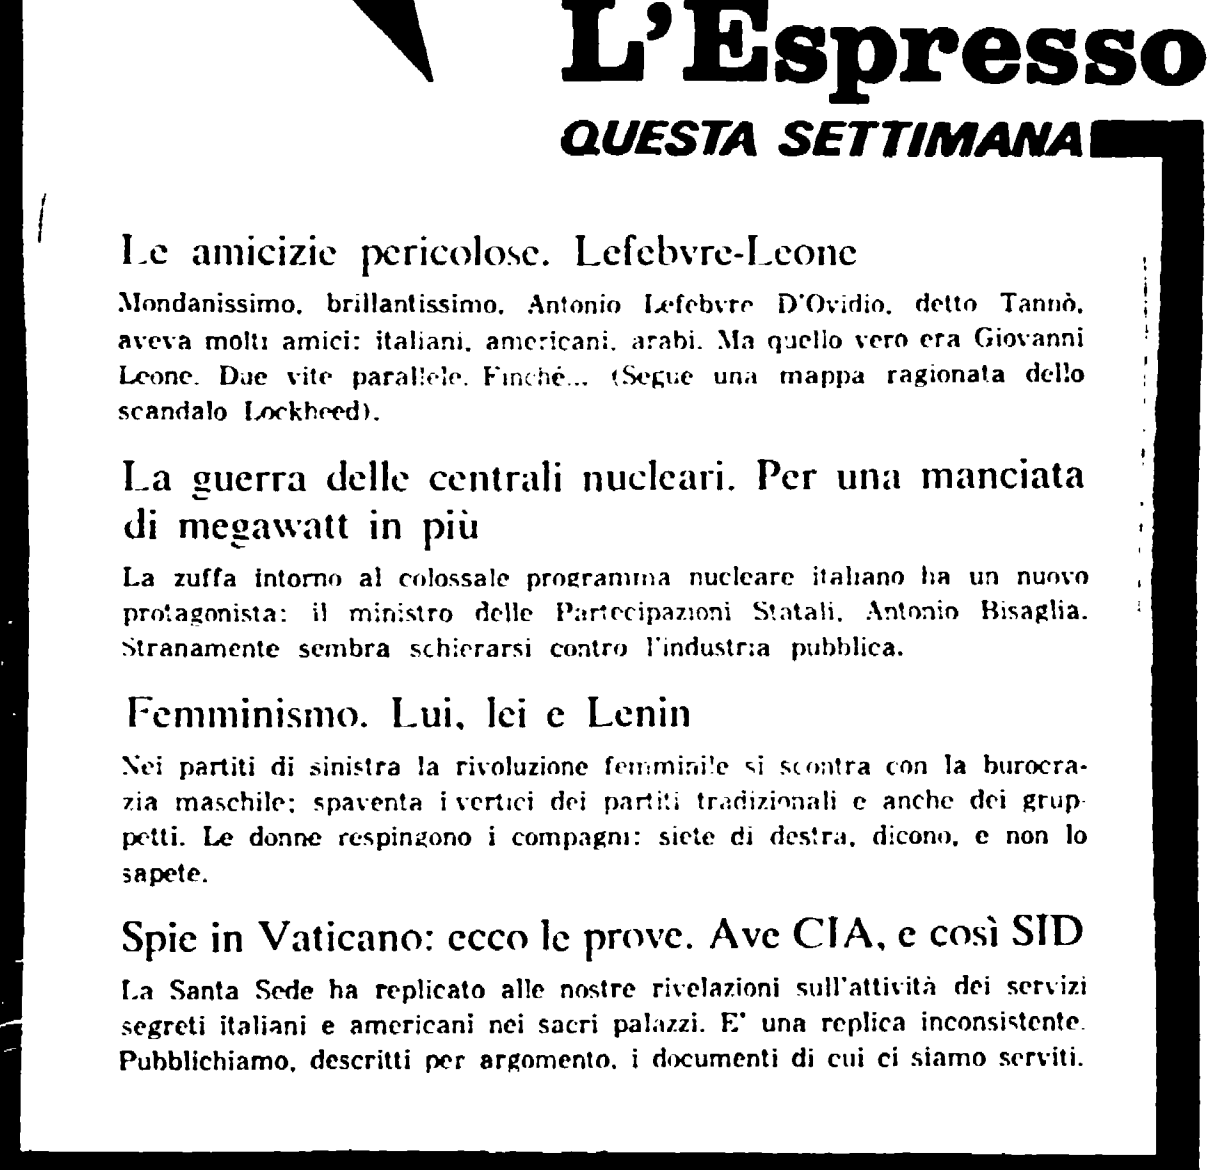 L'Espresso
QUESTA SETTIMANA
Le amicizie pericolose. Lefebvre-Leone
Mondanissimo, brillantissimo, Antonio Lefebvre D'Ovidio, detto Tannò,
aveva molti amici: italiani, americani, arabi. Ma quello vero era Giovanni
Leone. Due vite parallele. Finché... (Segue una mappa ragionata dello
scandalo Lockheed).
La guerra delle centrali nucleari. Per una manciata
di megawatt in più
La zuffa intorno al colossale programma nucleare italiano ha un nuovo
protagonista: il ministro delle Partecipazioni Statali, Antonio Bisaglia.
Stranamente sembra schierarsi contro l'industria pubblica.
Femminismo. Lui, lei e Lenin
Nei partiti di sinistra la rivoluzione femminile si scontra con la burocra-
zia maschile: spaventa i vertici dei partiti tradizionali e anche dei grup-
petti. Le donne respingono i compagni: siete di destra, dicono, e non lo
sapete.
Spie in Vaticano: ecco le prove. Ave CIA, e così SID
La Santa Sede ha replicato alle nostre rivelazioni sull'attività dei servizi
segreti italiani e americani nei sacri palazzi. E' una replica inconsistente.
Pubblichiamo, descritti per argomento, i documenti di cui ci siamo serviti.